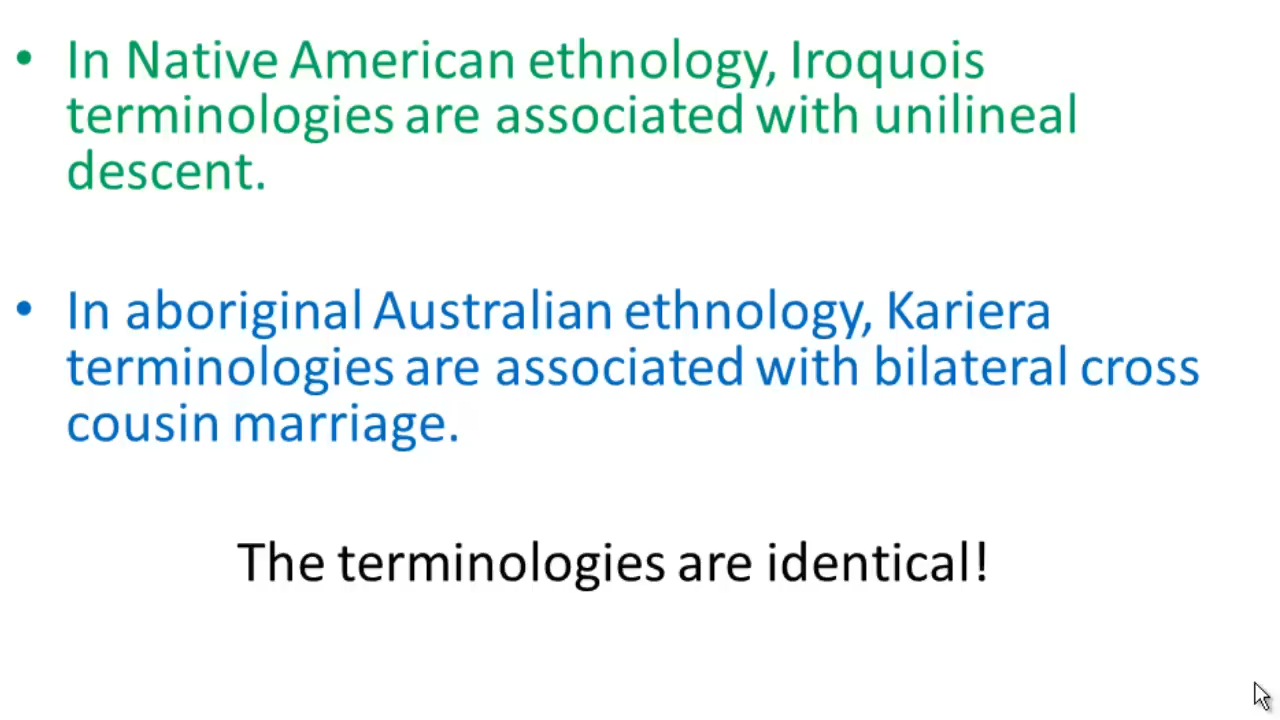 • In Native American ethnology, Iroquois
terminologies are associated with unilineal
descent.
• In aboriginal Australian ethnology, Kariera
terminologies are associated with bilateral cross
cousin marriage.
The terminologies are identical!